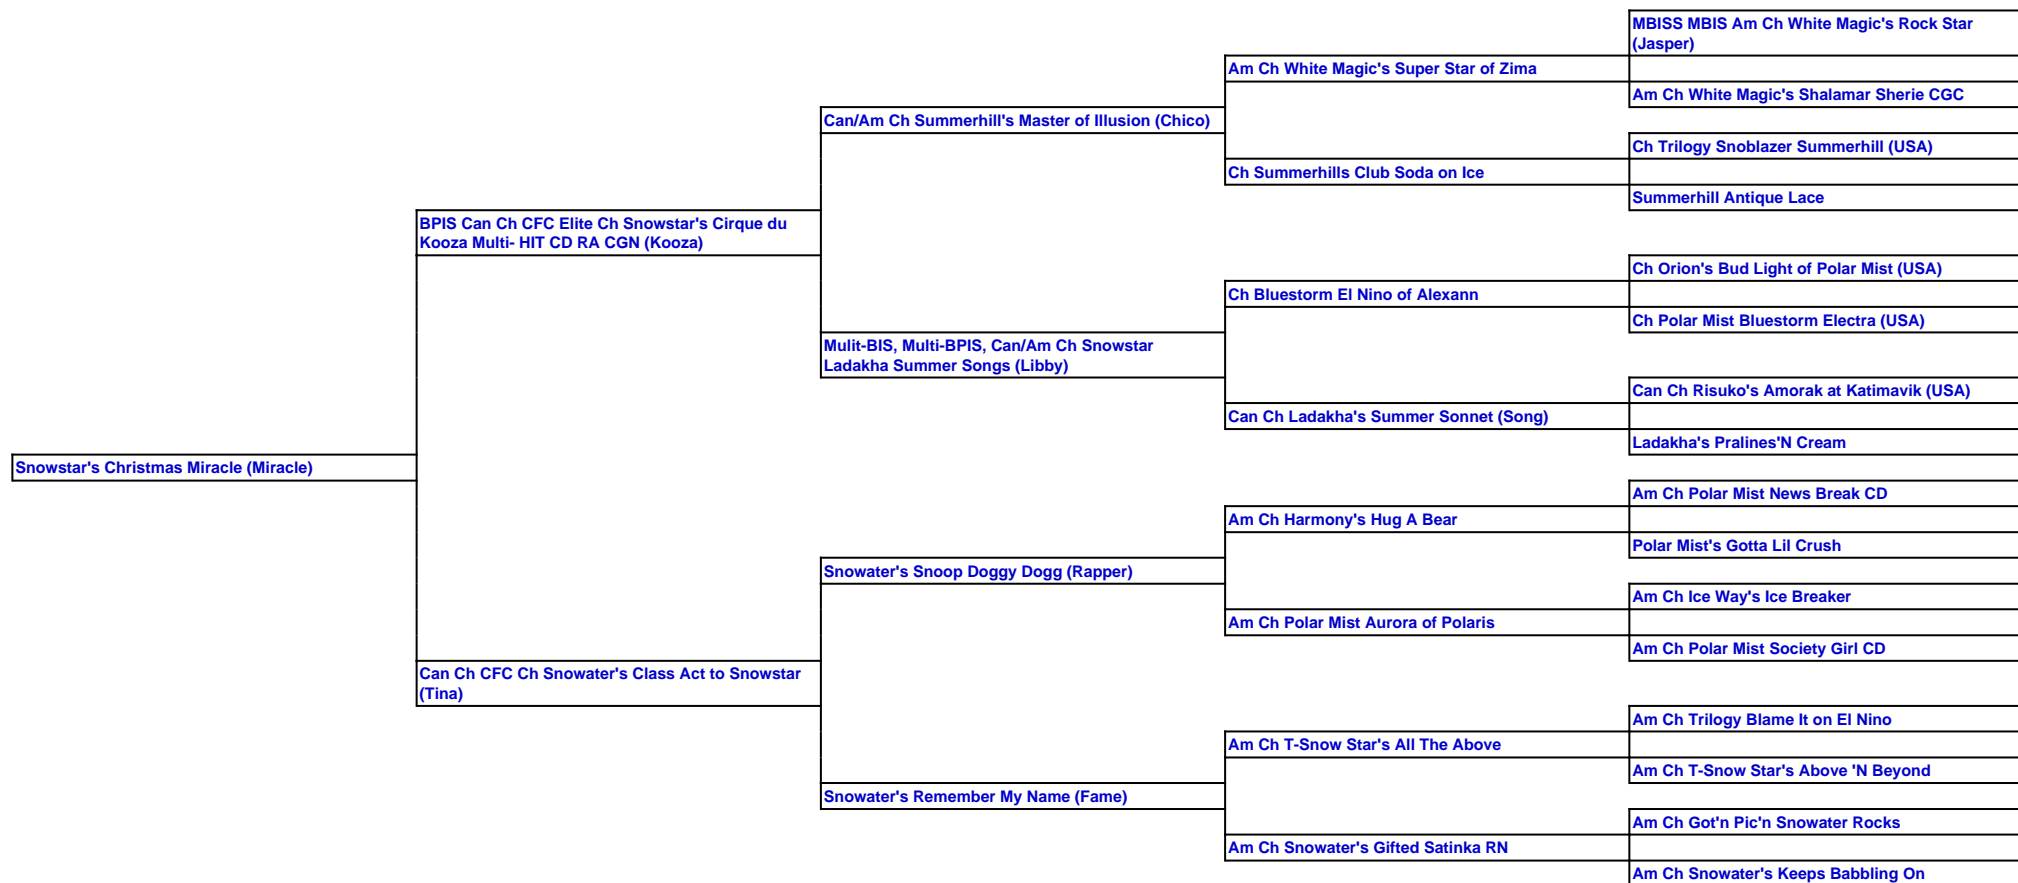 MBISS MBIS Am Ch White Magic's Rock Star
(Jasper)
Am Ch White Magic's Super Star of Zima
Am Ch White Magic's Shalamar Sherie CGC
Can/Am Ch Summerhill's Master of Illusion (Chico)
Ch Trilogy Snoblazer Summerhill (USA)
Ch Summerhills Club Soda on Ice
Summerhill Antique Lace
BPIS Can Ch CFC Elite Ch Snowstar's Cirque du
Kooza Multi- HIT CD RA CGN (Kooza)
Ch Orion's Bud Light of Polar Mist (USA)
Ch Bluestorm El Nino of Alexann
Ch Polar Mist Bluestorm Electra (USA)
Mulit-BIS, Multi-BPIS, Can/Am Ch Snowstar
Ladakha Summer Songs (Libby)
Can Ch Risuko's Amorak at Katimavik (USA)
Can Ch Ladakha's Summer Sonnet (Song)
Ladakha's Pralines'N Cream
Snowstar's Christmas Miracle (Miracle)
Am Ch Polar Mist News Break CD
Am Ch Harmony's Hug A Bear
Polar Mist's Gotta Lil Crush
Snowater's Snoop Doggy Dogg (Rapper)
Am Ch Ice Way's Ice Breaker
Am Ch Polar Mist Aurora of Polaris
Am Ch Polar Mist Society Girl CD
Can Ch CFC Ch Snowater's Class Act to Snowstar
(Tina)
Am Ch Trilogy Blame It on El Nino
Am Ch T-Snow Star's All The Above
Am Ch T-Snow Star's Above 'N Beyond
Snowater's Remember My Name (Fame)
Am Ch Got'n Pic'n Snowater Rocks
Am Ch Snowater's Gifted Satinka RN
Am Ch Snowater's Keeps Babbling On